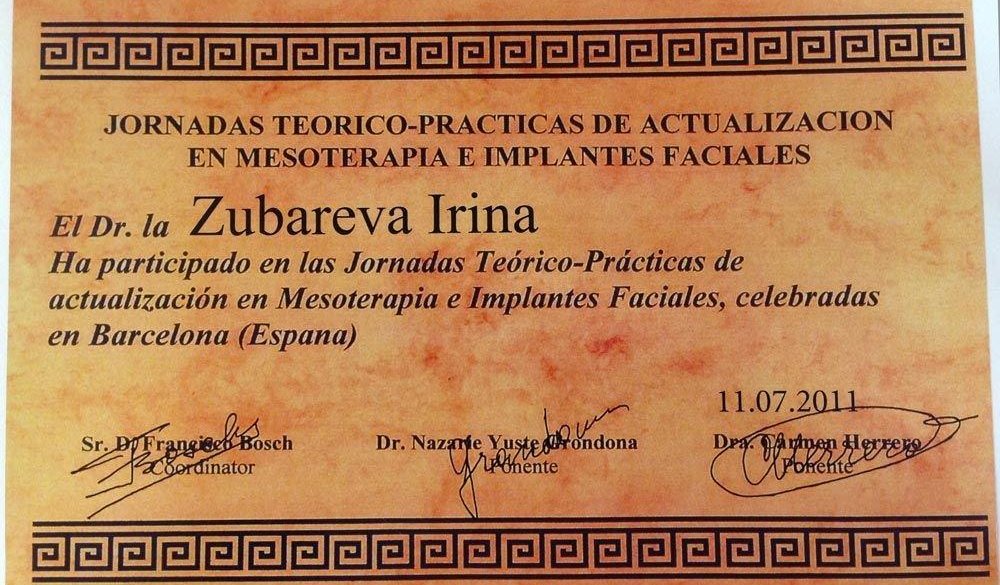 JORNADAS TEORICO-PRACTICAS DE ACTUALIZACION
EN MESOTERAPIA E IMPLANTES FACIALES
El Dr. la Zubareva Irina
Ha participado en las Jornadas Teórico-Prácticas de
actualización en Mesoterapia e Implantes Faciales, celebradas
en Barcelona (Espana)
11.07.2011
Sr. D. Francisco Bosch Dr. Nazario Yuste Grondona Dra. Carmen Herrero
Coordinator Ponente Ponente